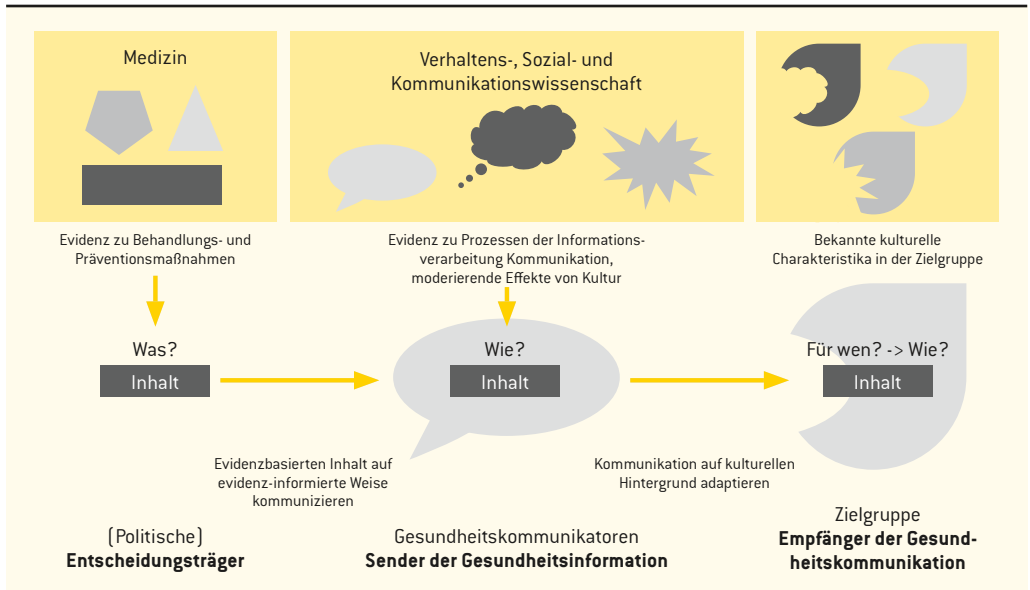 Medizin
Verhaltens-, Sozial- und
Kommunikationswissenschaft
Evidenz zu Behandlungs- und
Präventionsmaßnahmen
Evidenz zu Prozessen der Informations-
verarbeitung Kommunikation,
moderierende Effekte von Kultur
Bekannte kulturelle
Charakteristika in der Zielgruppe
Was?
Inhalt
Wie?
Inhalt
Für wen? -> Wie?
Inhalt
Evidenzbasierten Inhalt auf
evidenz-informierte Weise
kommunizieren
Kommunikation auf kulturellen
Hintergrund adaptieren
(Politische)
Entscheidungsträger
Gesundheitskommunikatoren
Sender der Gesundheitsinformation
Zielgruppe
Empfänger der Gesund-
heitskommunikation